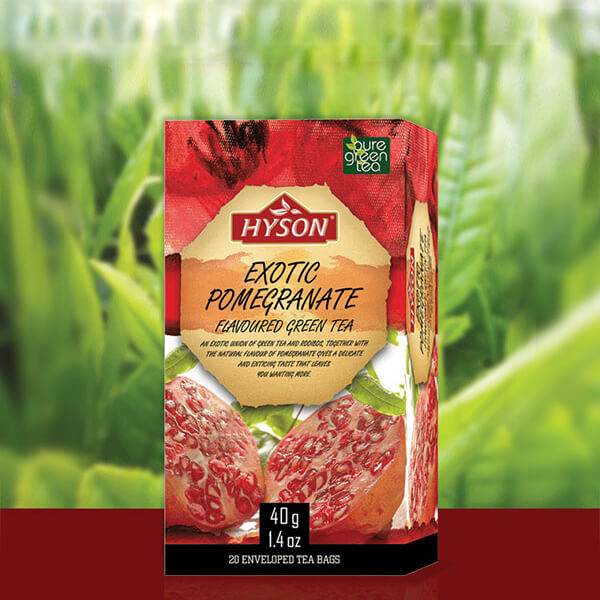 pure
green
tea
HYSON®
EXOTIC
POMEGRANATE
FLAVOURED GREEN TEA
AN EXOTIC UNION OF GREEN TEA AND ROOIBOS, TOGETHER WITH
THE NATURAL FLAVOUR OF POMEGRANATE GIVES A DELICATE
AND ENTICING TASTE THAT LEAVES
YOU WANTING MORE.
40 g
1.4 oz
20 ENVELOPED TEA BAGS